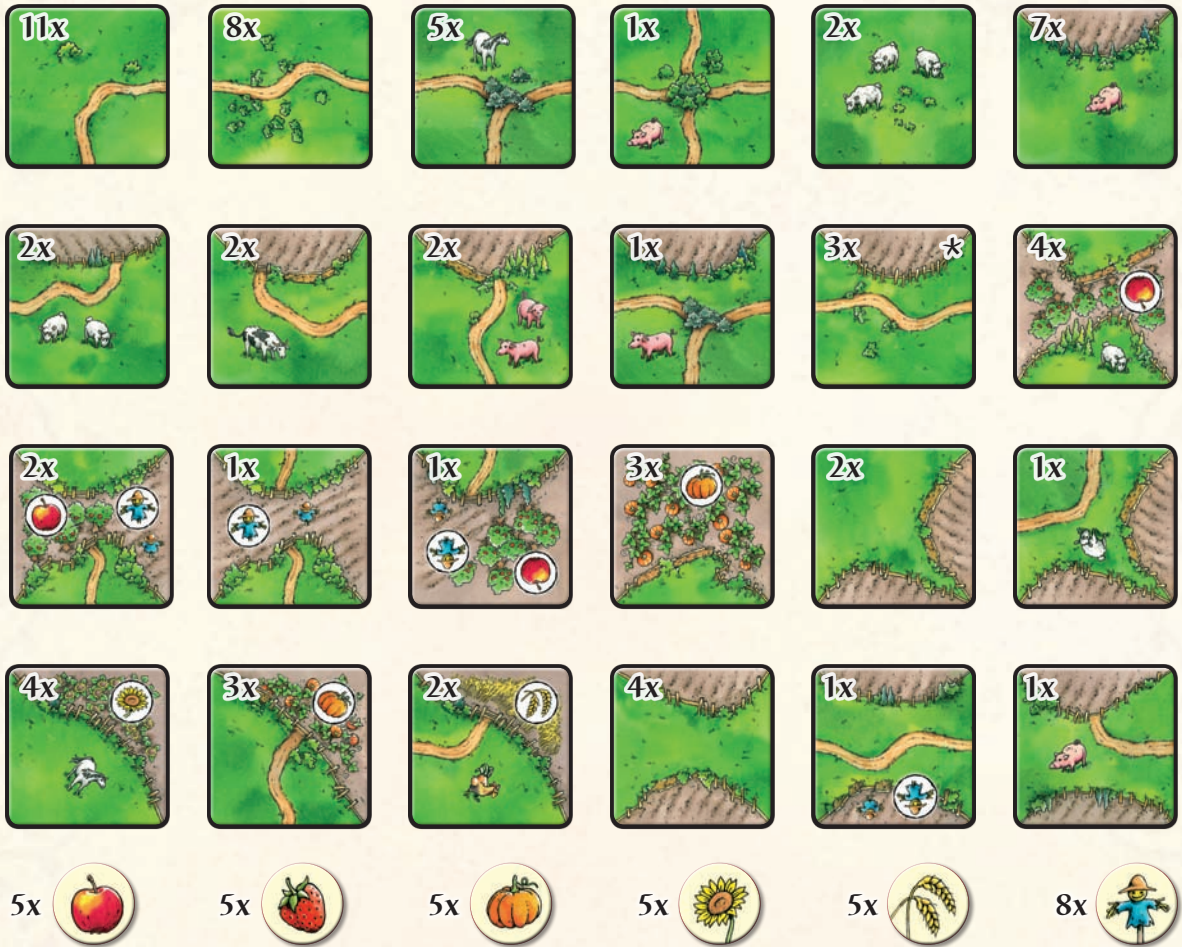 11x 8x 5x 1x 2x 7x
2x 2x 2x 1x 3x * 4x
2x 1x 1x 3x 2x 1x
4x 3x 2x 4x 1x 1x
5x 5x 5x 5x 5x 8x